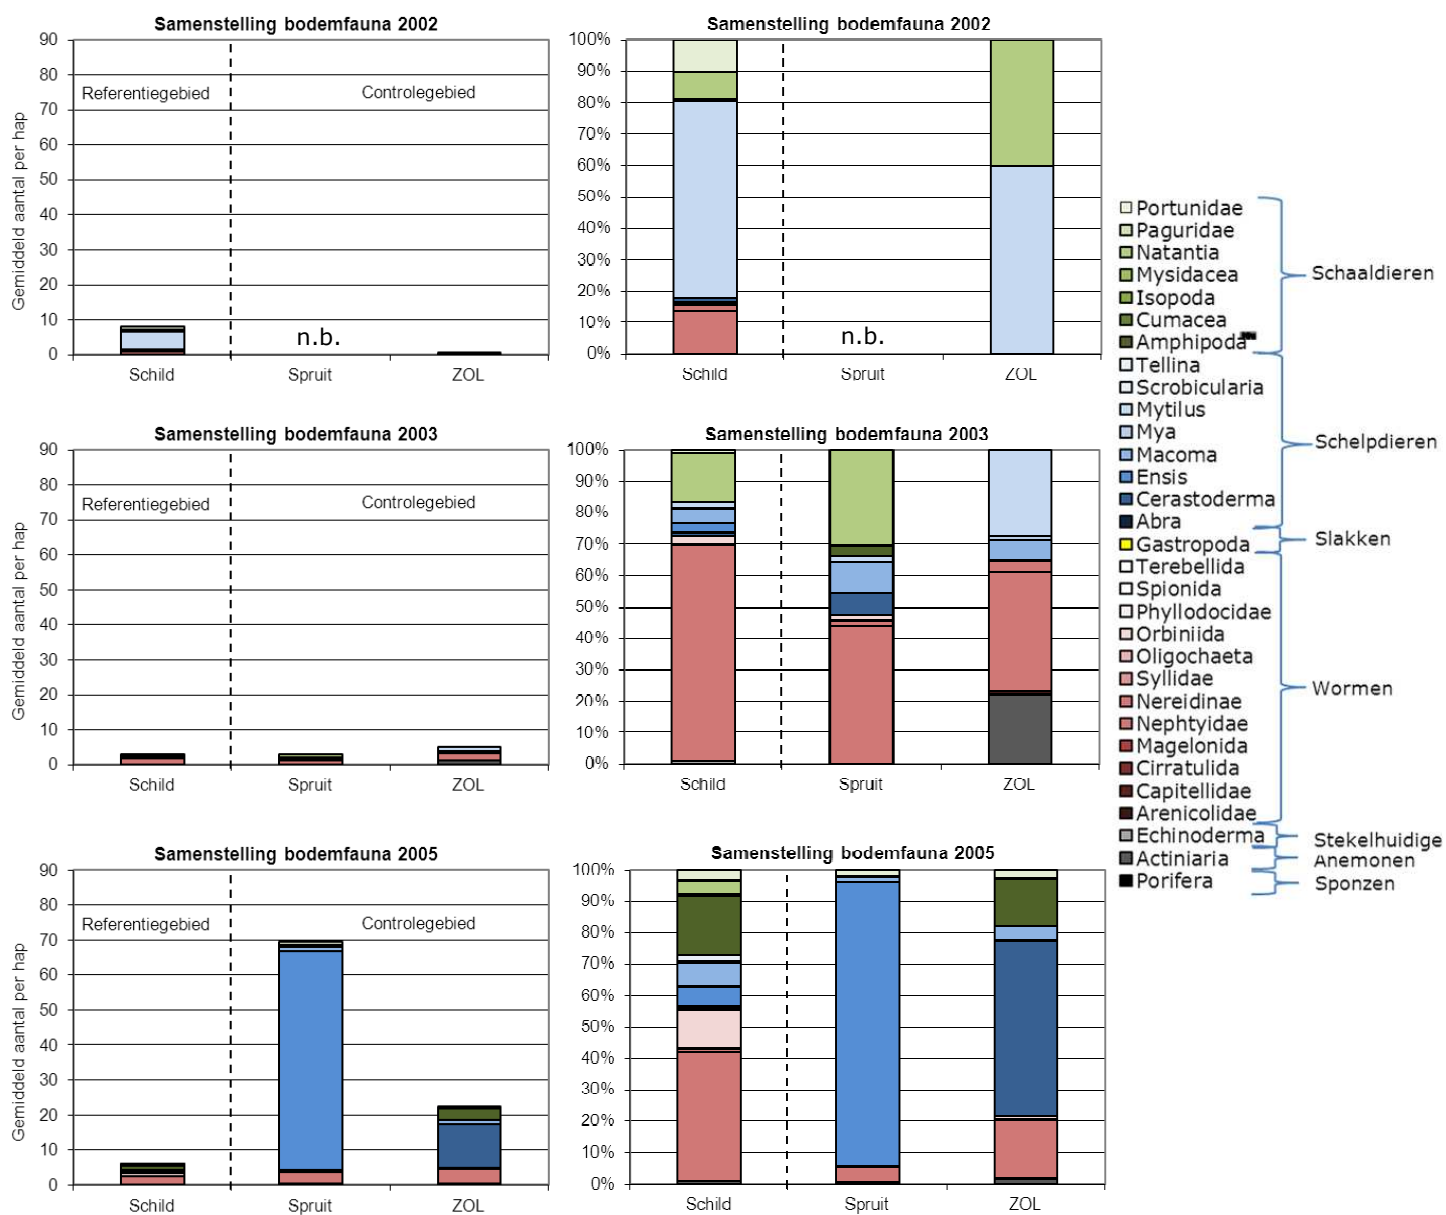 Samenstelling bodemfauna 2002
Gemiddeld aantal per hap
90
80
70
60
50
40
30
20
10
0
Referentiegebied
Controlegebied
n.b.
Schild
Spruit
ZOL
Samenstelling bodemfauna 2002
100%
90%
80%
70%
60%
50%
40%
30%
20%
10%
0%
n.b.
Schild
Spruit
ZOL
Samenstelling bodemfauna 2003
Gemiddeld aantal per hap
90
80
70
60
50
40
30
20
10
0
Referentiegebied
Controlegebied
Schild
Spruit
ZOL
Samenstelling bodemfauna 2003
100%
90%
80%
70%
60%
50%
40%
30%
20%
10%
0%
Schild
Spruit
ZOL
Samenstelling bodemfauna 2005
Gemiddeld aantal per hap
90
80
70
60
50
40
30
20
10
0
Referentiegebied
Controlegebied
Schild
Spruit
ZOL
Samenstelling bodemfauna 2005
100%
90%
80%
70%
60%
50%
40%
30%
20%
10%
0%
Schild
Spruit
ZOL
Portunidae
Paguridae
Natantia
Mysidacea
Isopoda
Cumacea
Amphipoda
Tellina
Scrobicularia
Mytilus
Mya
Macoma
Ensis
Cerastoderma
Abra
Gastropoda
Terebellida
Spionida
Phyllodocidae
Orbiniida
Oligochaeta
Syllidae
Nereidinae
Nephtyidae
Magelonida
Cirratulida
Capitellidae
Arenicolidae
Echinoderma
Actiniaria
Porifera
Schaaldieren
Schelpdieren
Slakken
Wormen
Stekelhuidige
Anemonen
Sponzen